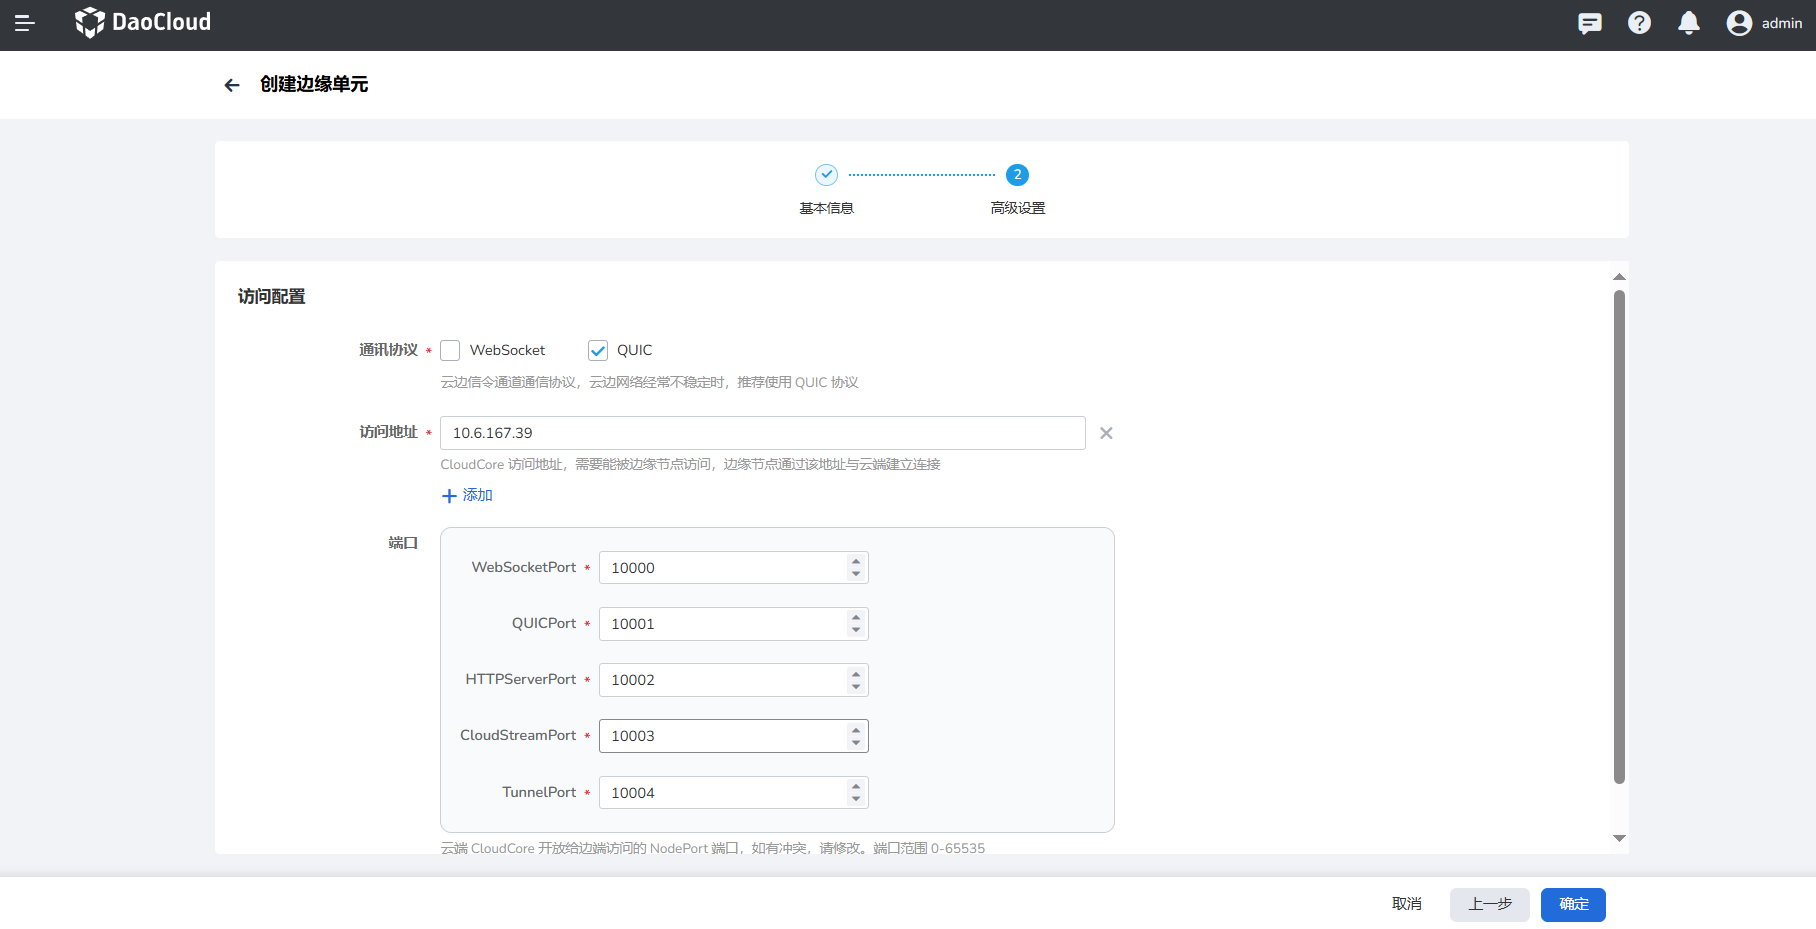 DaoCloud
admin
创建边缘单元
2
基本信息
高级设置
访问配置
通讯协议 * WebSocket QUIC
云边信令通道通信协议，云边网络经常不稳定时，推荐使用 QUIC 协议
访问地址 * 10.6.167.39
CloudCore 访问地址，需要能被边缘节点访问，边缘节点通过该地址与云端建立连接
添加
端口
WebSocketPort * 10000
QUICPort * 10001
HTTPServerPort * 10002
CloudStreamPort * 10003
TunnelPort * 10004
云端 CloudCore 开放给边端访问的 NodePort 端口，如有冲突，请修改。端口范围 0-65535
取消 上一步 确定